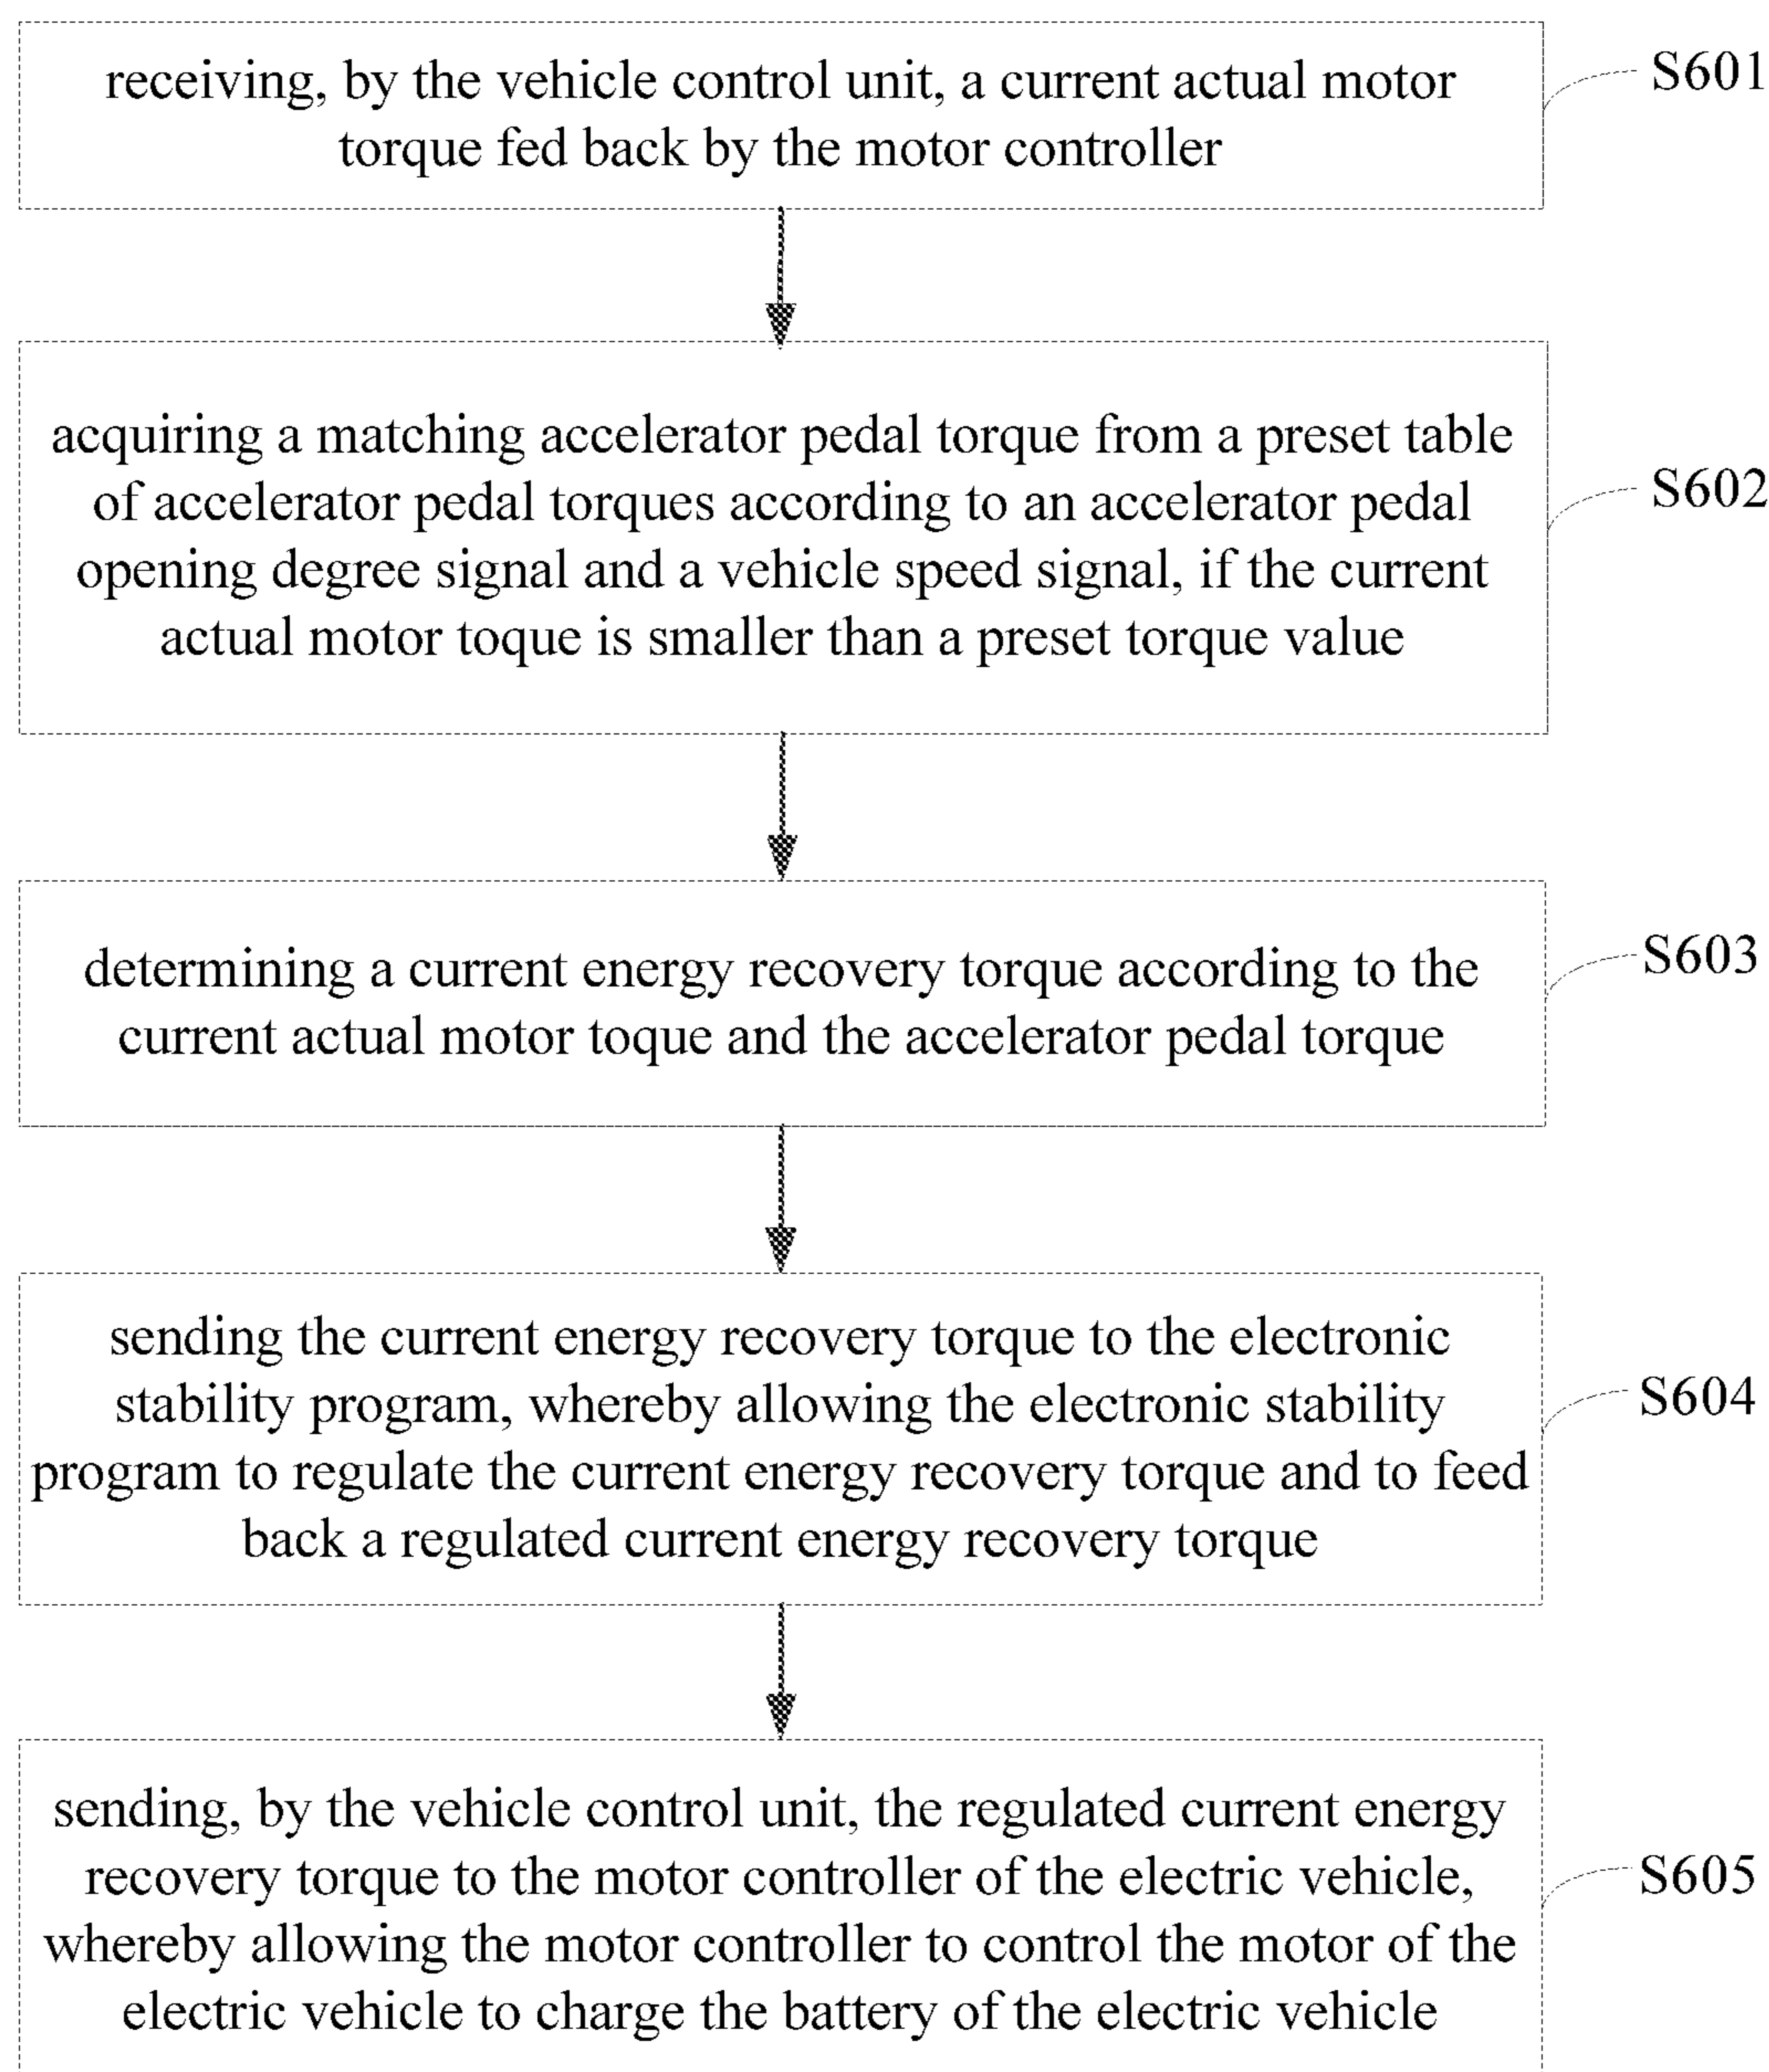 receiving, by the vehicle control unit, a current actual motor
torque fed back by the motor controller
S601
acquiring a matching accelerator pedal torque from a preset table
of accelerator pedal torques according to an accelerator pedal
opening degree signal and a vehicle speed signal, if the current
actual motor toque is smaller than a preset torque value
S602
determining a current energy recovery torque according to the
current actual motor toque and the accelerator pedal torque
S603
sending the current energy recovery torque to the electronic
stability program, whereby allowing the electronic stability
program to regulate the current energy recovery torque and to feed
back a regulated current energy recovery torque
S604
sending, by the vehicle control unit, the regulated current energy
recovery torque to the motor controller of the electric vehicle,
whereby allowing the motor controller to control the motor of the
electric vehicle to charge the battery of the electric vehicle
S605